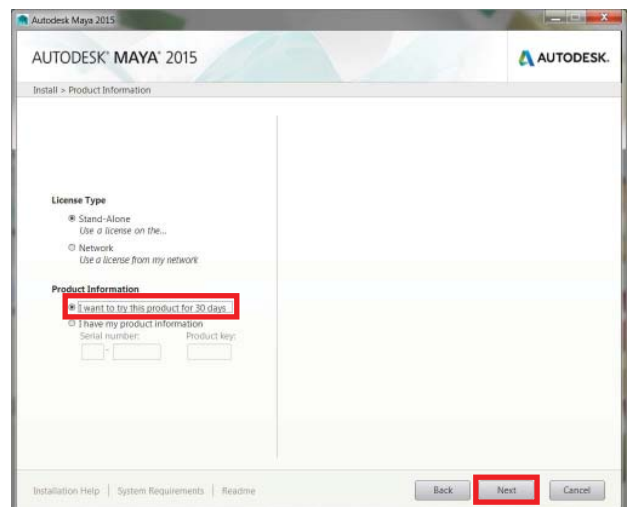 Autodesk Maya 2015
AUTODESK® MAYA® 2015
AUTODESK.
Install > Product Information
License Type
Stand-Alone
Use a license on the...
Network
Use a license from my network
Product Information
I want to try this product for 30 days
I have my product information
Serial number: Product key:
-
Installation Help | System Requirements | Readme
Back Next Cancel